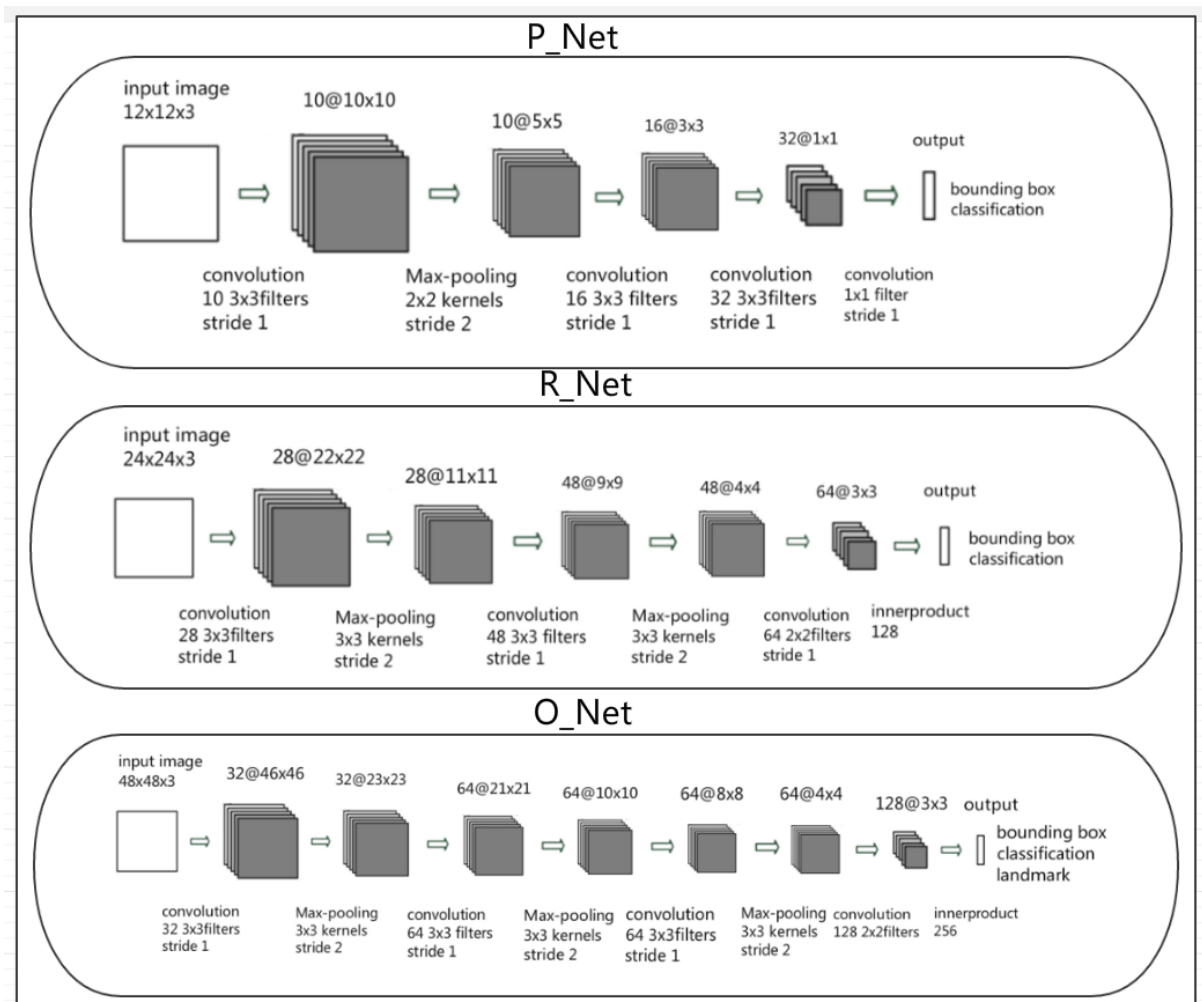 P_Net
input image
12x12x3
10@10x10
10@5x5
16@3x3
32@1x1
output
bounding box
classification
convolution
10 3x3filters
stride 1
Max-pooling
2x2 kernels
stride 2
convolution
16 3x3 filters
stride 1
convolution
32 3x3filters
stride 1
convolution
1x1 filter
stride 1
R_Net
input image
24x24x3
28@22x22
28@11x11
48@9x9
48@4x4
64@3x3
output
bounding box
classification
convolution
28 3x3filters
stride 1
Max-pooling
3x3 kernels
stride 2
convolution
48 3x3 filters
stride 1
Max-pooling
3x3 kernels
stride 2
convolution
64 2x2filters
stride 1
innerproduct
128
O_Net
input image
48x48x3
32@46x46
32@23x23
64@21x21
64@10x10
64@8x8
64@4x4
128@3x3
output
bounding box
classification
landmark
convolution
32 3x3filters
stride 1
Max-pooling
3x3 kernels
stride 2
convolution
64 3x3 filters
stride 1
Max-pooling
3x3 kernels
stride 2
convolution
64 3x3filters
stride 1
Max-pooling
3x3 kernels
stride 2
convolution
128 2x2filters
innerproduct
256